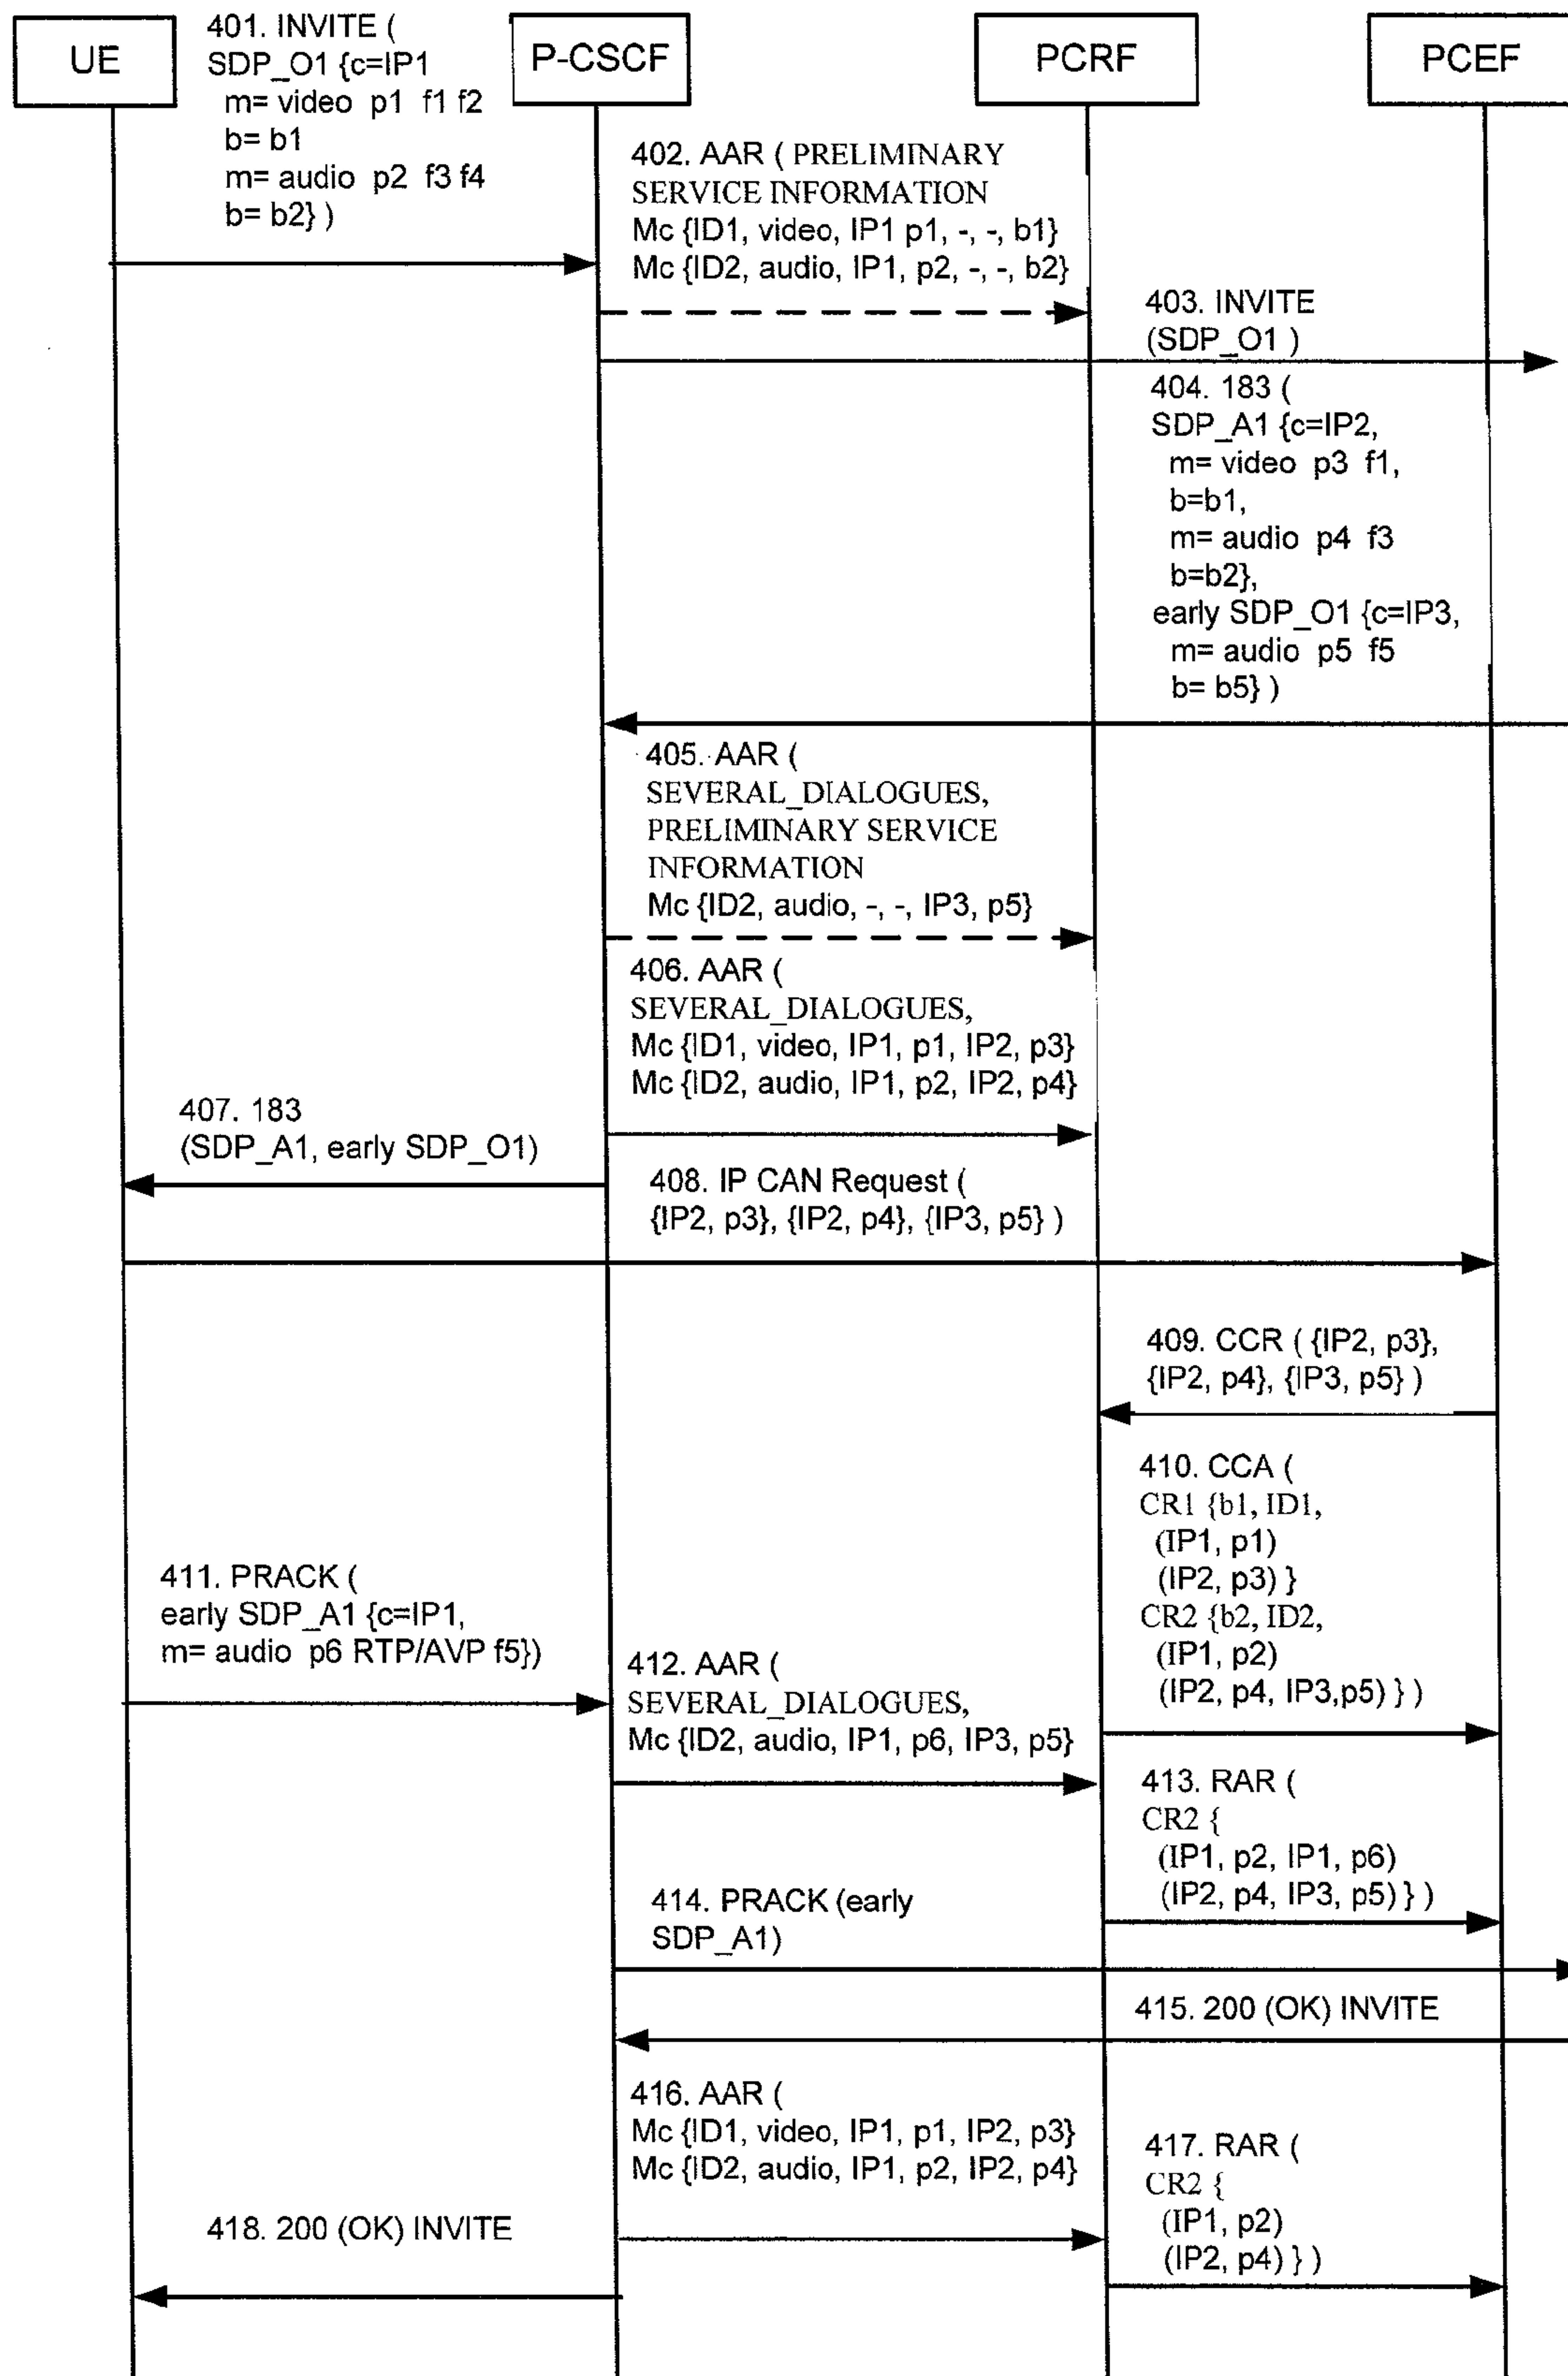 UE
P-CSCF
PCRF
PCEF
401. INVITE (
SDP_O1 {c=IP1
m= video p1 f1 f2
b= b1
m= audio p2 f3 f4
b= b2} )
402. AAR ( PRELIMINARY
SERVICE INFORMATION
Mc {ID1, video, IP1 p1, -, -, b1}
Mc {ID2, audio, IP1, p2, -, -, b2}
403. INVITE
(SDP_O1 )
404. 183 (
SDP_A1 {c=IP2,
m= video p3 f1,
b=b1,
m= audio p4 f3
b=b2},
early SDP_O1 {c=IP3,
m= audio p5 f5
b= b5} )
405. AAR (
SEVERAL_DIALOGUES,
PRELIMINARY SERVICE
INFORMATION
Mc {ID2, audio, -, -, IP3, p5}
406. AAR (
SEVERAL_DIALOGUES,
Mc {ID1, video, IP1, p1, IP2, p3}
Mc {ID2, audio, IP1, p2, IP2, p4}
407. 183
(SDP_A1, early SDP_O1)
408. IP CAN Request (
{IP2, p3}, {IP2, p4}, {IP3, p5} )
409. CCR ( {IP2, p3},
{IP2, p4}, {IP3, p5} )
410. CCA (
CR1 {b1, ID1,
(IP1, p1)
(IP2, p3) }
CR2 {b2, ID2,
(IP1, p2)
(IP2, p4, IP3,p5) } )
411. PRACK (
early SDP_A1 {c=IP1,
m= audio p6 RTP/AVP f5})
412. AAR (
SEVERAL_DIALOGUES,
Mc {ID2, audio, IP1, p6, IP3, p5}
413. RAR (
CR2 {
(IP1, p2, IP1, p6)
(IP2, p4, IP3, p5) } )
414. PRACK (early
SDP_A1)
415. 200 (OK) INVITE
416. AAR (
Mc {ID1, video, IP1, p1, IP2, p3}
Mc {ID2, audio, IP1, p2, IP2, p4}
417. RAR (
CR2 {
(IP1, p2)
(IP2, p4) } )
418. 200 (OK) INVITE